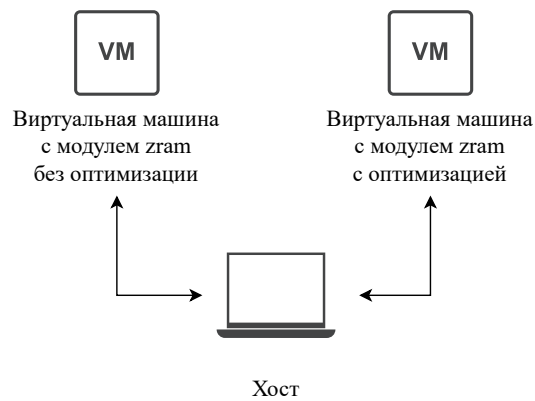 VM
Виртуальная машина
с модулем zram
без оптимизации
VM
Виртуальная машина
с модулем zram
с оптимизацией
Хост